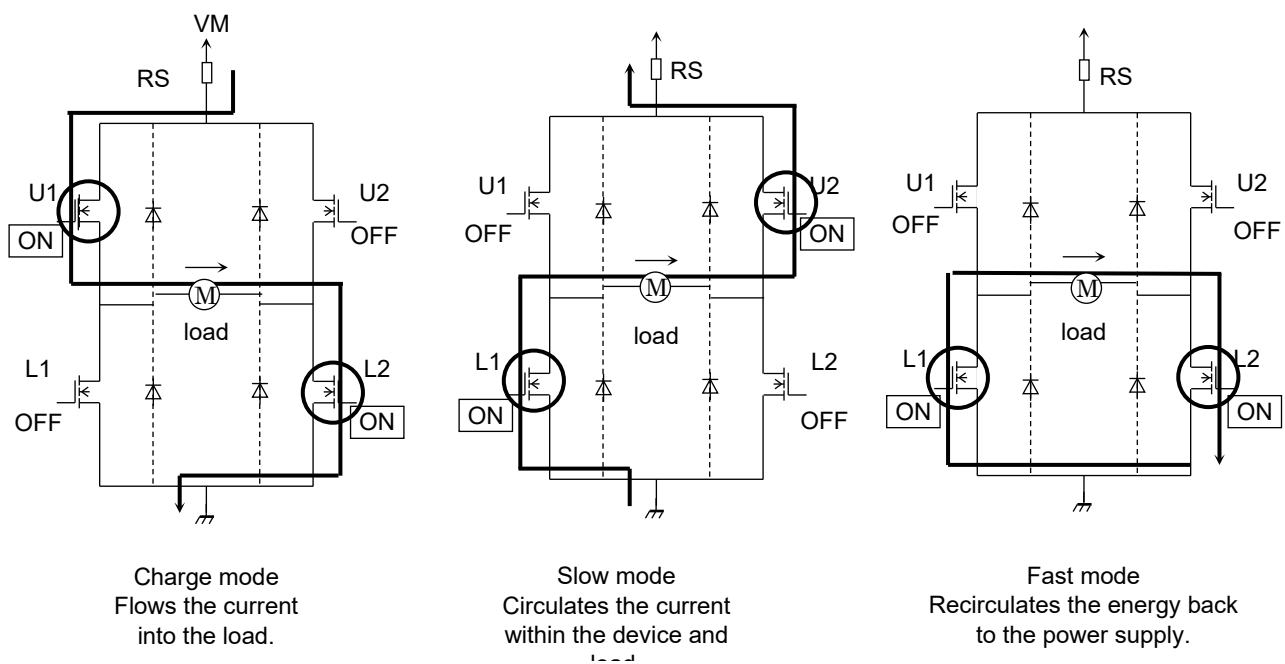 VM
RS
U1
ON
U2
OFF
M
load
L1
OFF
L2
ON
Charge mode
Flows the current
into the load.
RS
U1
OFF
U2
ON
M
load
L1
ON
L2
OFF
Slow mode
Circulates the current
within the device and
RS
U1
OFF
U2
OFF
M
load
L1
ON
L2
ON
Fast mode
Recirculates the energy back
to the power supply.